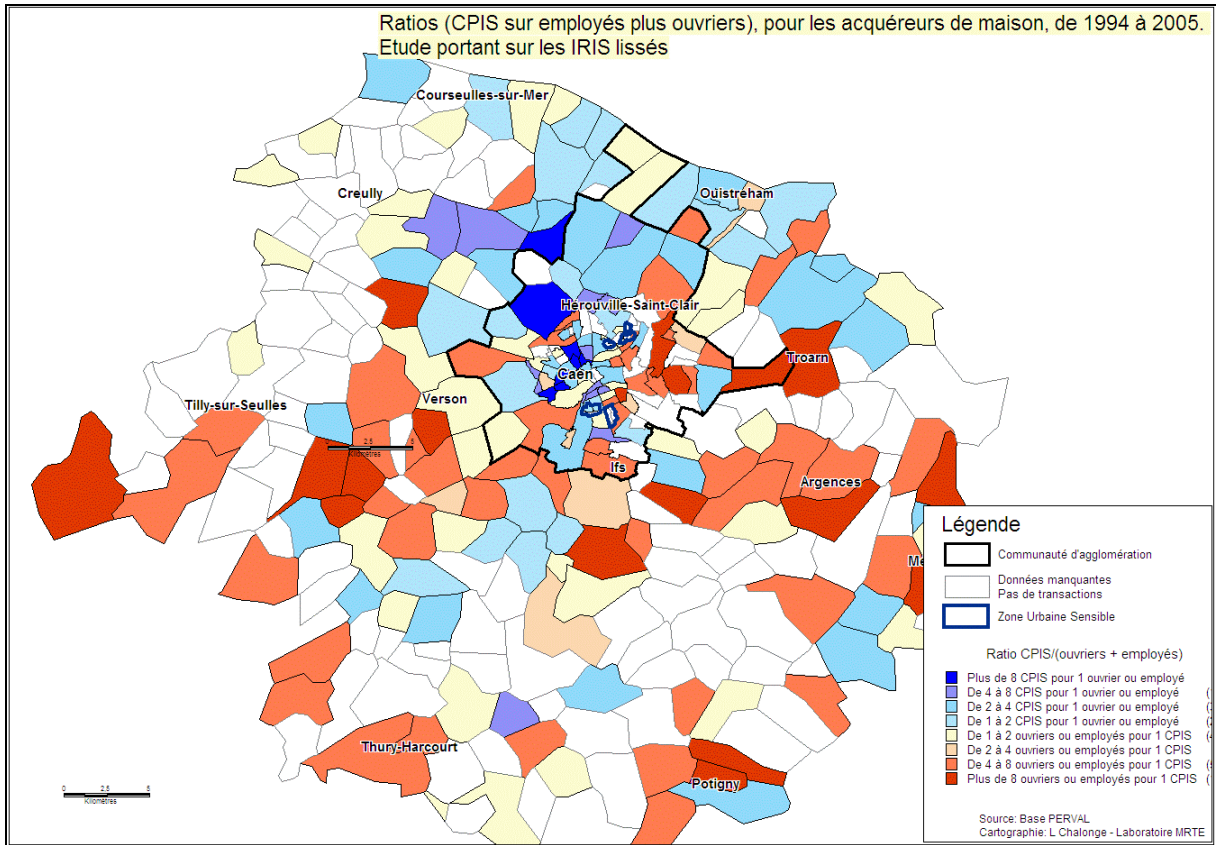 Ratios (CPIS sur employés plus ouvriers), pour les acquéreurs de maison, de 1994 à 2005.
Etude portant sur les IRIS lissés
Courseulles-sur-Mer
Creully
Ouistreham
Hérouville-Saint-Clair
Troarn
Caen
Verson
Tilly-sur-Seulles
0 2,5 5
Kilomètres
Ifs
Argences
Me
Thury-Harcourt
Potigny
0 2,5 5
Kilomètres
Légende
Communauté d'agglomération
Données manquantes
Pas de transactions
Zone Urbaine Sensible
Ratio CPIS/(ouvriers + employés)
Plus de 8 CPIS pour 1 ouvrier ou employé
De 4 à 8 CPIS pour 1 ouvrier ou employé (
De 2 à 4 CPIS pour 1 ouvrier ou employé (
De 1 à 2 CPIS pour 1 ouvrier ou employé (
De 1 à 2 ouvriers ou employés pour 1 CPIS (
De 2 à 4 ouvriers ou employés pour 1 CPIS
De 4 à 8 ouvriers ou employés pour 1 CPIS (
Plus de 8 ouvriers ou employés pour 1 CPIS (
Source: Base PERVAL
Cartographie: L Chalonge - Laboratoire MRTE